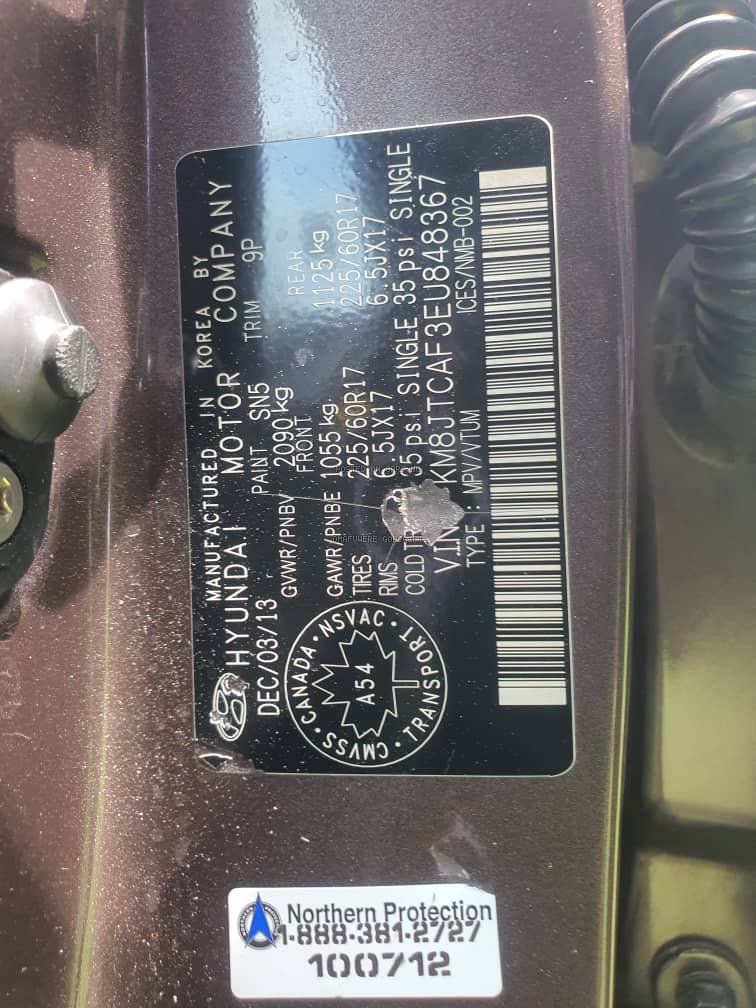 MANUFACTURED IN KOREA BY
HYUNDAI MOTOR COMPANY
DEC/03/13 PAINT SN5 TRIM 9P
GVWR/PNBV 2090 kg
FRONT REAR
GAWR/PNBE 1055 kg 1125 kg
TIRES 225/60R17 225/60R17
RIMS 6.5JX17 6.5JX17
35 psi SINGLE 35 psi SINGLE
KM8JTCAF3EU848367
TYPE : MPV/VTUM ICES/NMB-002
CANADA · NSVAC · TRANSPORT · CMVSS ·
A54
Northern Protection
1-888-381-2727
100712